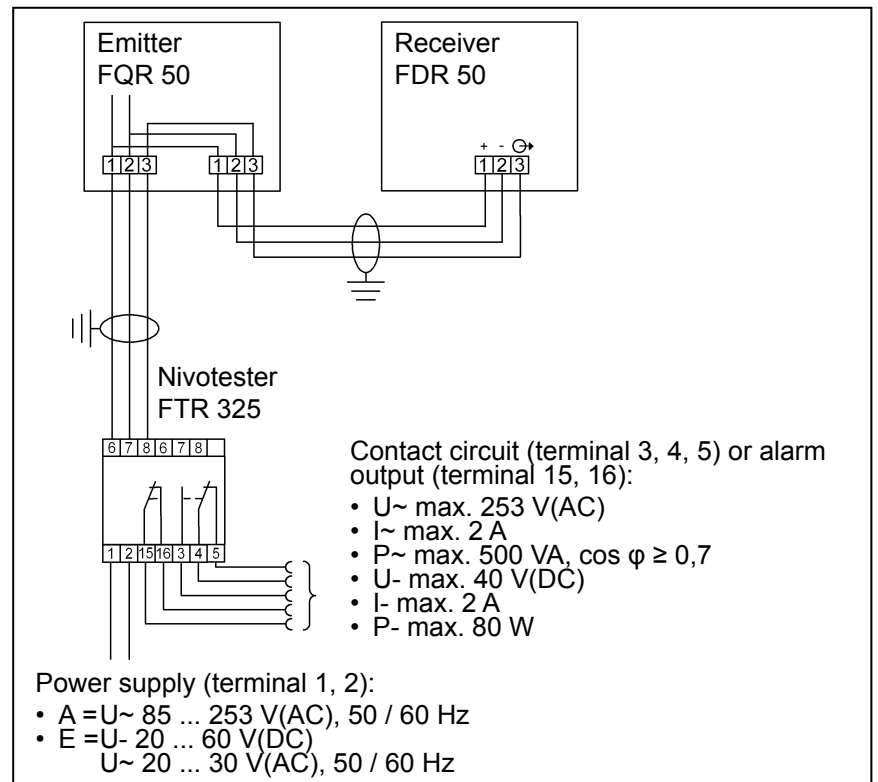 Emitter
FQR 50
Receiver
FDR 50
+ -
1 2 3
1 2 3
1 2 3
Nivotester
FTR 325
6 7 8 6 7 8
1 2 15 16 3 4 5
Contact circuit (terminal 3, 4, 5) or alarm
output (terminal 15, 16):
• U~ max. 253 V(AC)
• I~ max. 2 A
• P~ max. 500 VA, cos φ ≥ 0,7
• U- max. 40 V(DC)
• I- max. 2 A
• P- max. 80 W
Power supply (terminal 1, 2):
• A =U~ 85 ... 253 V(AC), 50 / 60 Hz
• E =U- 20 ... 60 V(DC)
U~ 20 ... 30 V(AC), 50 / 60 Hz